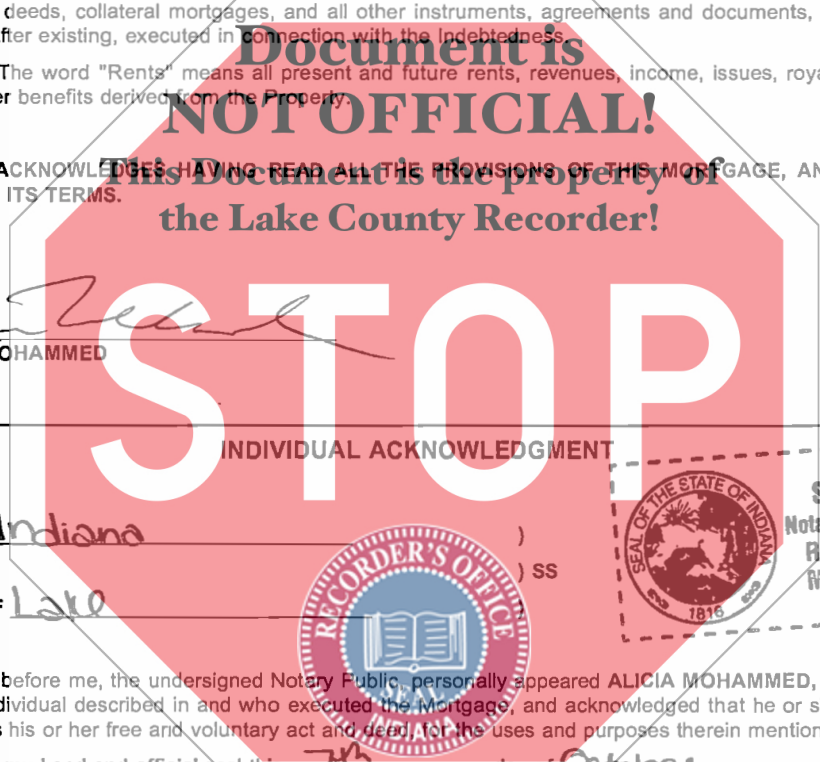 deeds, collateral mortgages, and all other instruments, agreements and documents,
fter existing, executed in connection with the Indebtedness.
Document is
The word "Rents" means all present and future rents, revenues, income, issues, roya
er benefits derived from the Property.
NOT OFFICIAL!
ACKNOWLEDGES HAVING READ ALL THE PROVISIONS OF THIS MORTGAGE, AN
This Document is the property of
ITS TERMS.
the Lake County Recorder!
STOP
OHAMMED
INDIVIDUAL ACKNOWLEDGMENT
SEAL OF THE STATE OF INDIANA
1816
Nota
Indiana
)
) SS
Lake
RECORDER'S OFFICE
SEAL
INDIANA
before me, the undersigned Notary Public, personally appeared ALICIA MOHAMMED,
dividual described in and who executed the Mortgage, and acknowledged that he or s
s his or her free and voluntary act and deed, for the uses and purposes therein mention